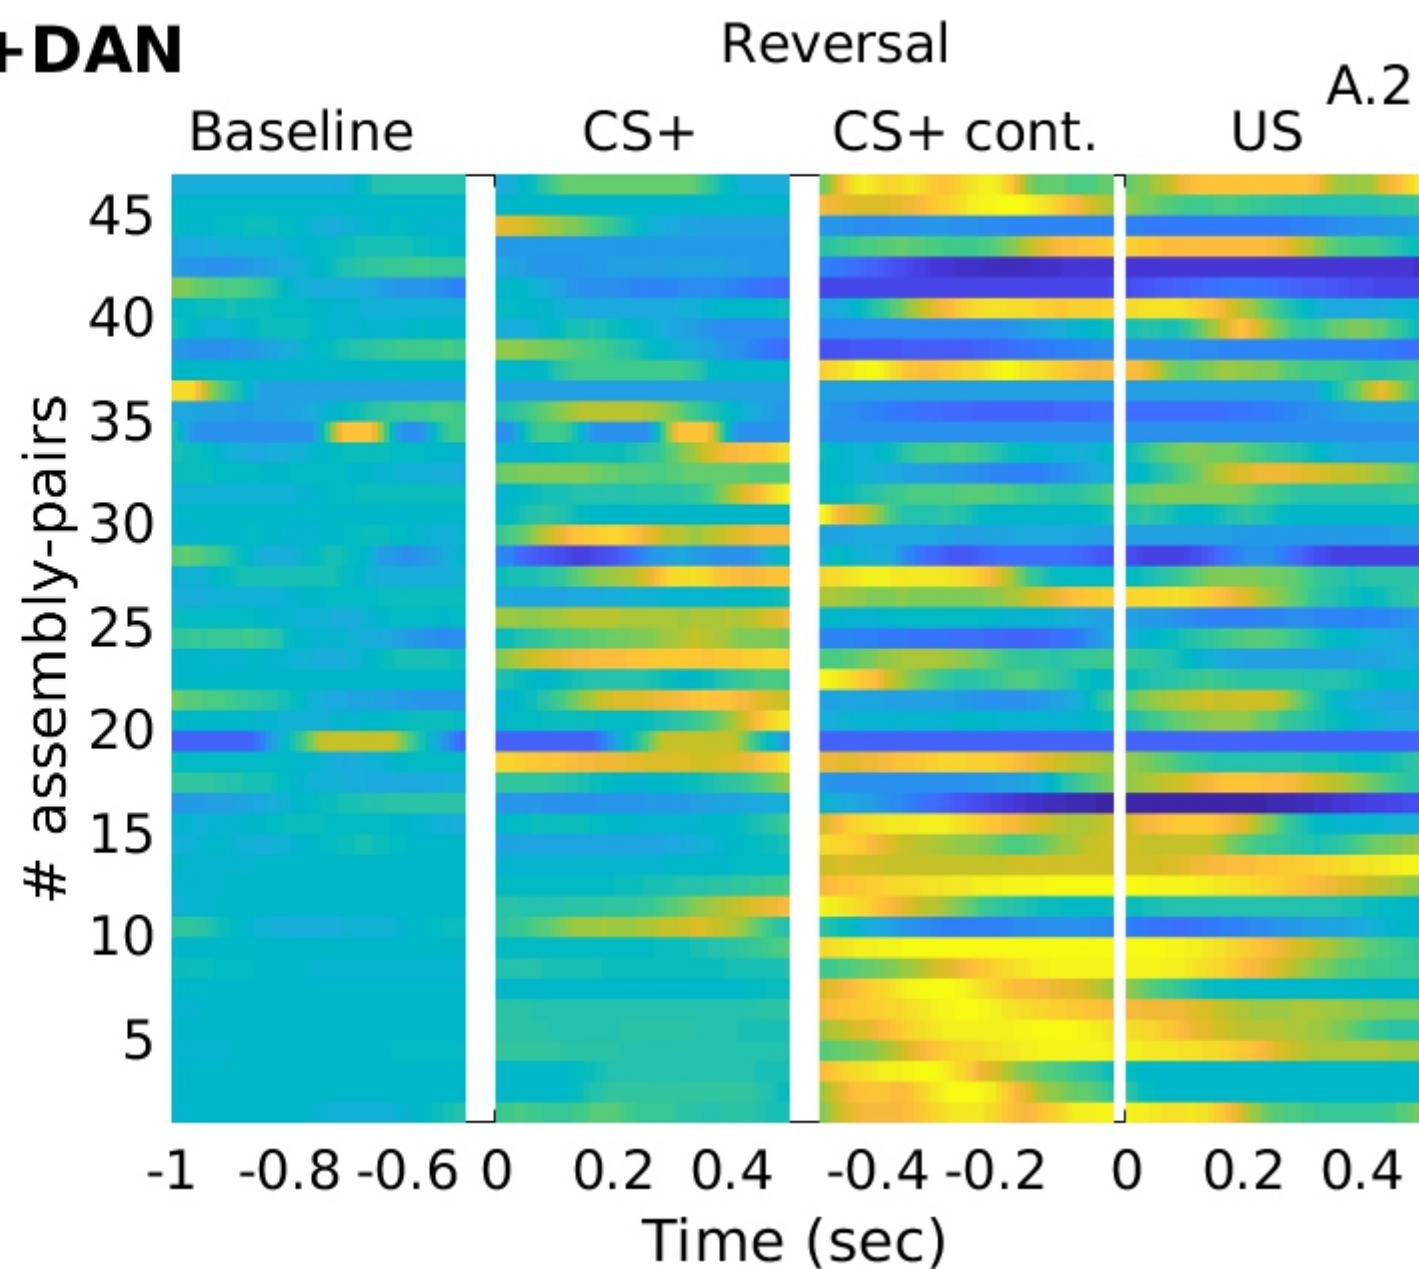 +DAN
Reversal
A.2
Baseline
CS+
CS+ cont.
US
45
40
35
30
25
20
15
10
5
# assembly-pairs
-1 -0.8 -0.6 0 0.2 0.4 -0.4 -0.2 0 0.2 0.4
Time (sec)